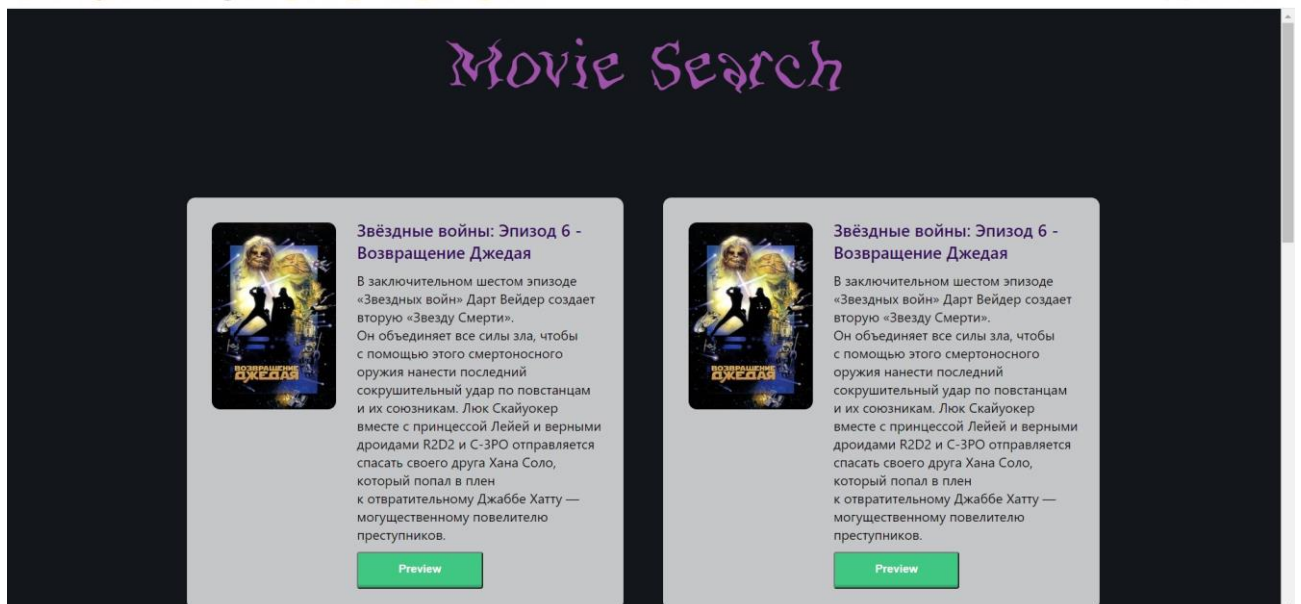 Movie Search
Звёздные войны: Эпизод 6 -
Возвращение Джедая
В заключительном шестом эпизоде
«Звездных войн» Дарт Вейдер создает
вторую «Звезду Смерти».
Он объединяет все силы зла, чтобы
с помощью этого смертоносного
оружия нанести последний
сокрушительный удар по повстанцам
и их союзникам. Люк Скайуокер
вместе с принцессой Лейей и верными
дроидами R2D2 и C-3PO отправляется
спасать своего друга Хана Соло,
который попал в плен
к отвратительному Джаббе Хатту —
могущественному повелителю
преступников.
Preview
ВОЗВРАЩЕНИЕ
ДЖЕДАЯ
Звёздные войны: Эпизод 6 -
Возвращение Джедая
В заключительном шестом эпизоде
«Звездных войн» Дарт Вейдер создает
вторую «Звезду Смерти».
Он объединяет все силы зла, чтобы
с помощью этого смертоносного
оружия нанести последний
сокрушительный удар по повстанцам
и их союзникам. Люк Скайуокер
вместе с принцессой Лейей и верными
дроидами R2D2 и C-3PO отправляется
спасать своего друга Хана Соло,
который попал в плен
к отвратительному Джаббе Хатту —
могущественному повелителю
преступников.
Preview
ВОЗВРАЩЕНИЕ
ДЖЕДАЯ